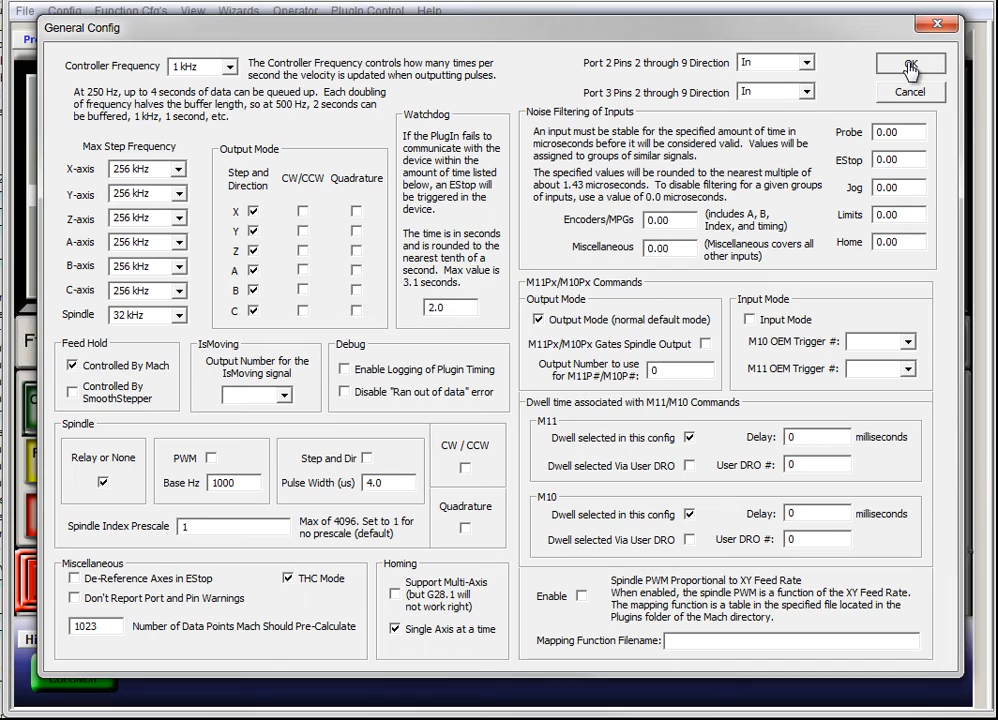 File Config Function Cfg's View Wizards Operator PlugIn Control Help
General Config
Pr
Controller Frequency 1 kHz
The Controller Frequency controls how many times per
second the velocity is updated when outputting pulses.
At 250 Hz, up to 4 seconds of data can be queued up. Each doubling
of frequency halves the buffer length, so at 500 Hz, 2 seconds can
be buffered, 1 kHz, 1 second, etc.
Max Step Frequency
X-axis 256 kHz
Y-axis 256 kHz
Z-axis 256 kHz
A-axis 256 kHz
B-axis 256 kHz
C-axis 256 kHz
Spindle 32 kHz
Output Mode
Step and
Direction
CW/CCW
Quadrature
X
Y
Z
A
B
C
Watchdog
If the PlugIn fails to
communicate with the
device within the
amount of time listed
below, an EStop will
be triggered in the
device.
The time is in seconds
and is rounded to the
nearest tenth of a
second. Max value is
3.1 seconds.
2.0
Feed Hold
Controlled By Mach
Controlled By
SmoothStepper
IsMoving
Output Number for the
IsMoving signal
Debug
Enable Logging of Plugin Timing
Disable "Ran out of data" error
Spindle
Relay or None
PWM
Base Hz 1000
Step and Dir
Pulse Width (us) 4.0
CW / CCW
Quadrature
Spindle Index Prescale 1
Max of 4096. Set to 1 for
no prescale (default)
Miscellaneous
De-Reference Axes in EStop
THC Mode
Don't Report Port and Pin Warnings
1023 Number of Data Points Mach Should Pre-Calculate
Homing
Support Multi-Axis
(but G28.1 will
not work right)
Single Axis at a time
Port 2 Pins 2 through 9 Direction In
Port 3 Pins 2 through 9 Direction In
OK
Cancel
Noise Filtering of Inputs
An input must be stable for the specified amount of time in
microseconds before it will be considered valid. Values will be
assigned to groups of similar signals.
The specified values will be rounded to the nearest multiple of
about 1.43 microseconds. To disable filtering for a given groups
of inputs, use a value of 0.0 microseconds.
Encoders/MPGs 0.00 (includes A, B,
Index, and timing)
Miscellaneous 0.00 (Miscellaneous covers all
other inputs)
Probe 0.00
EStop 0.00
Jog 0.00
Limits 0.00
Home 0.00
M11Px/M10Px Commands
Output Mode
Output Mode (normal default mode)
M11Px/M10Px Gates Spindle Output
Output Number to use
for M11P#/M10P#: 0
Input Mode
Input Mode
M10 OEM Trigger #:
M11 OEM Trigger #:
Dwell time associated with M11/M10 Commands
M11
Dwell selected in this config Delay: 0 milliseconds
Dwell selected Via User DRO User DRO #: 0
M10
Dwell selected in this config Delay: 0 milliseconds
Dwell selected Via User DRO User DRO #: 0
Enable
Spindle PWM Proportional to XY Feed Rate
When enabled, the spindle PWM is a function of the XY Feed Rate.
The mapping function is a table in the specified file located in the
Plugins folder of the Mach directory.
Mapping Function Filename:
Hi